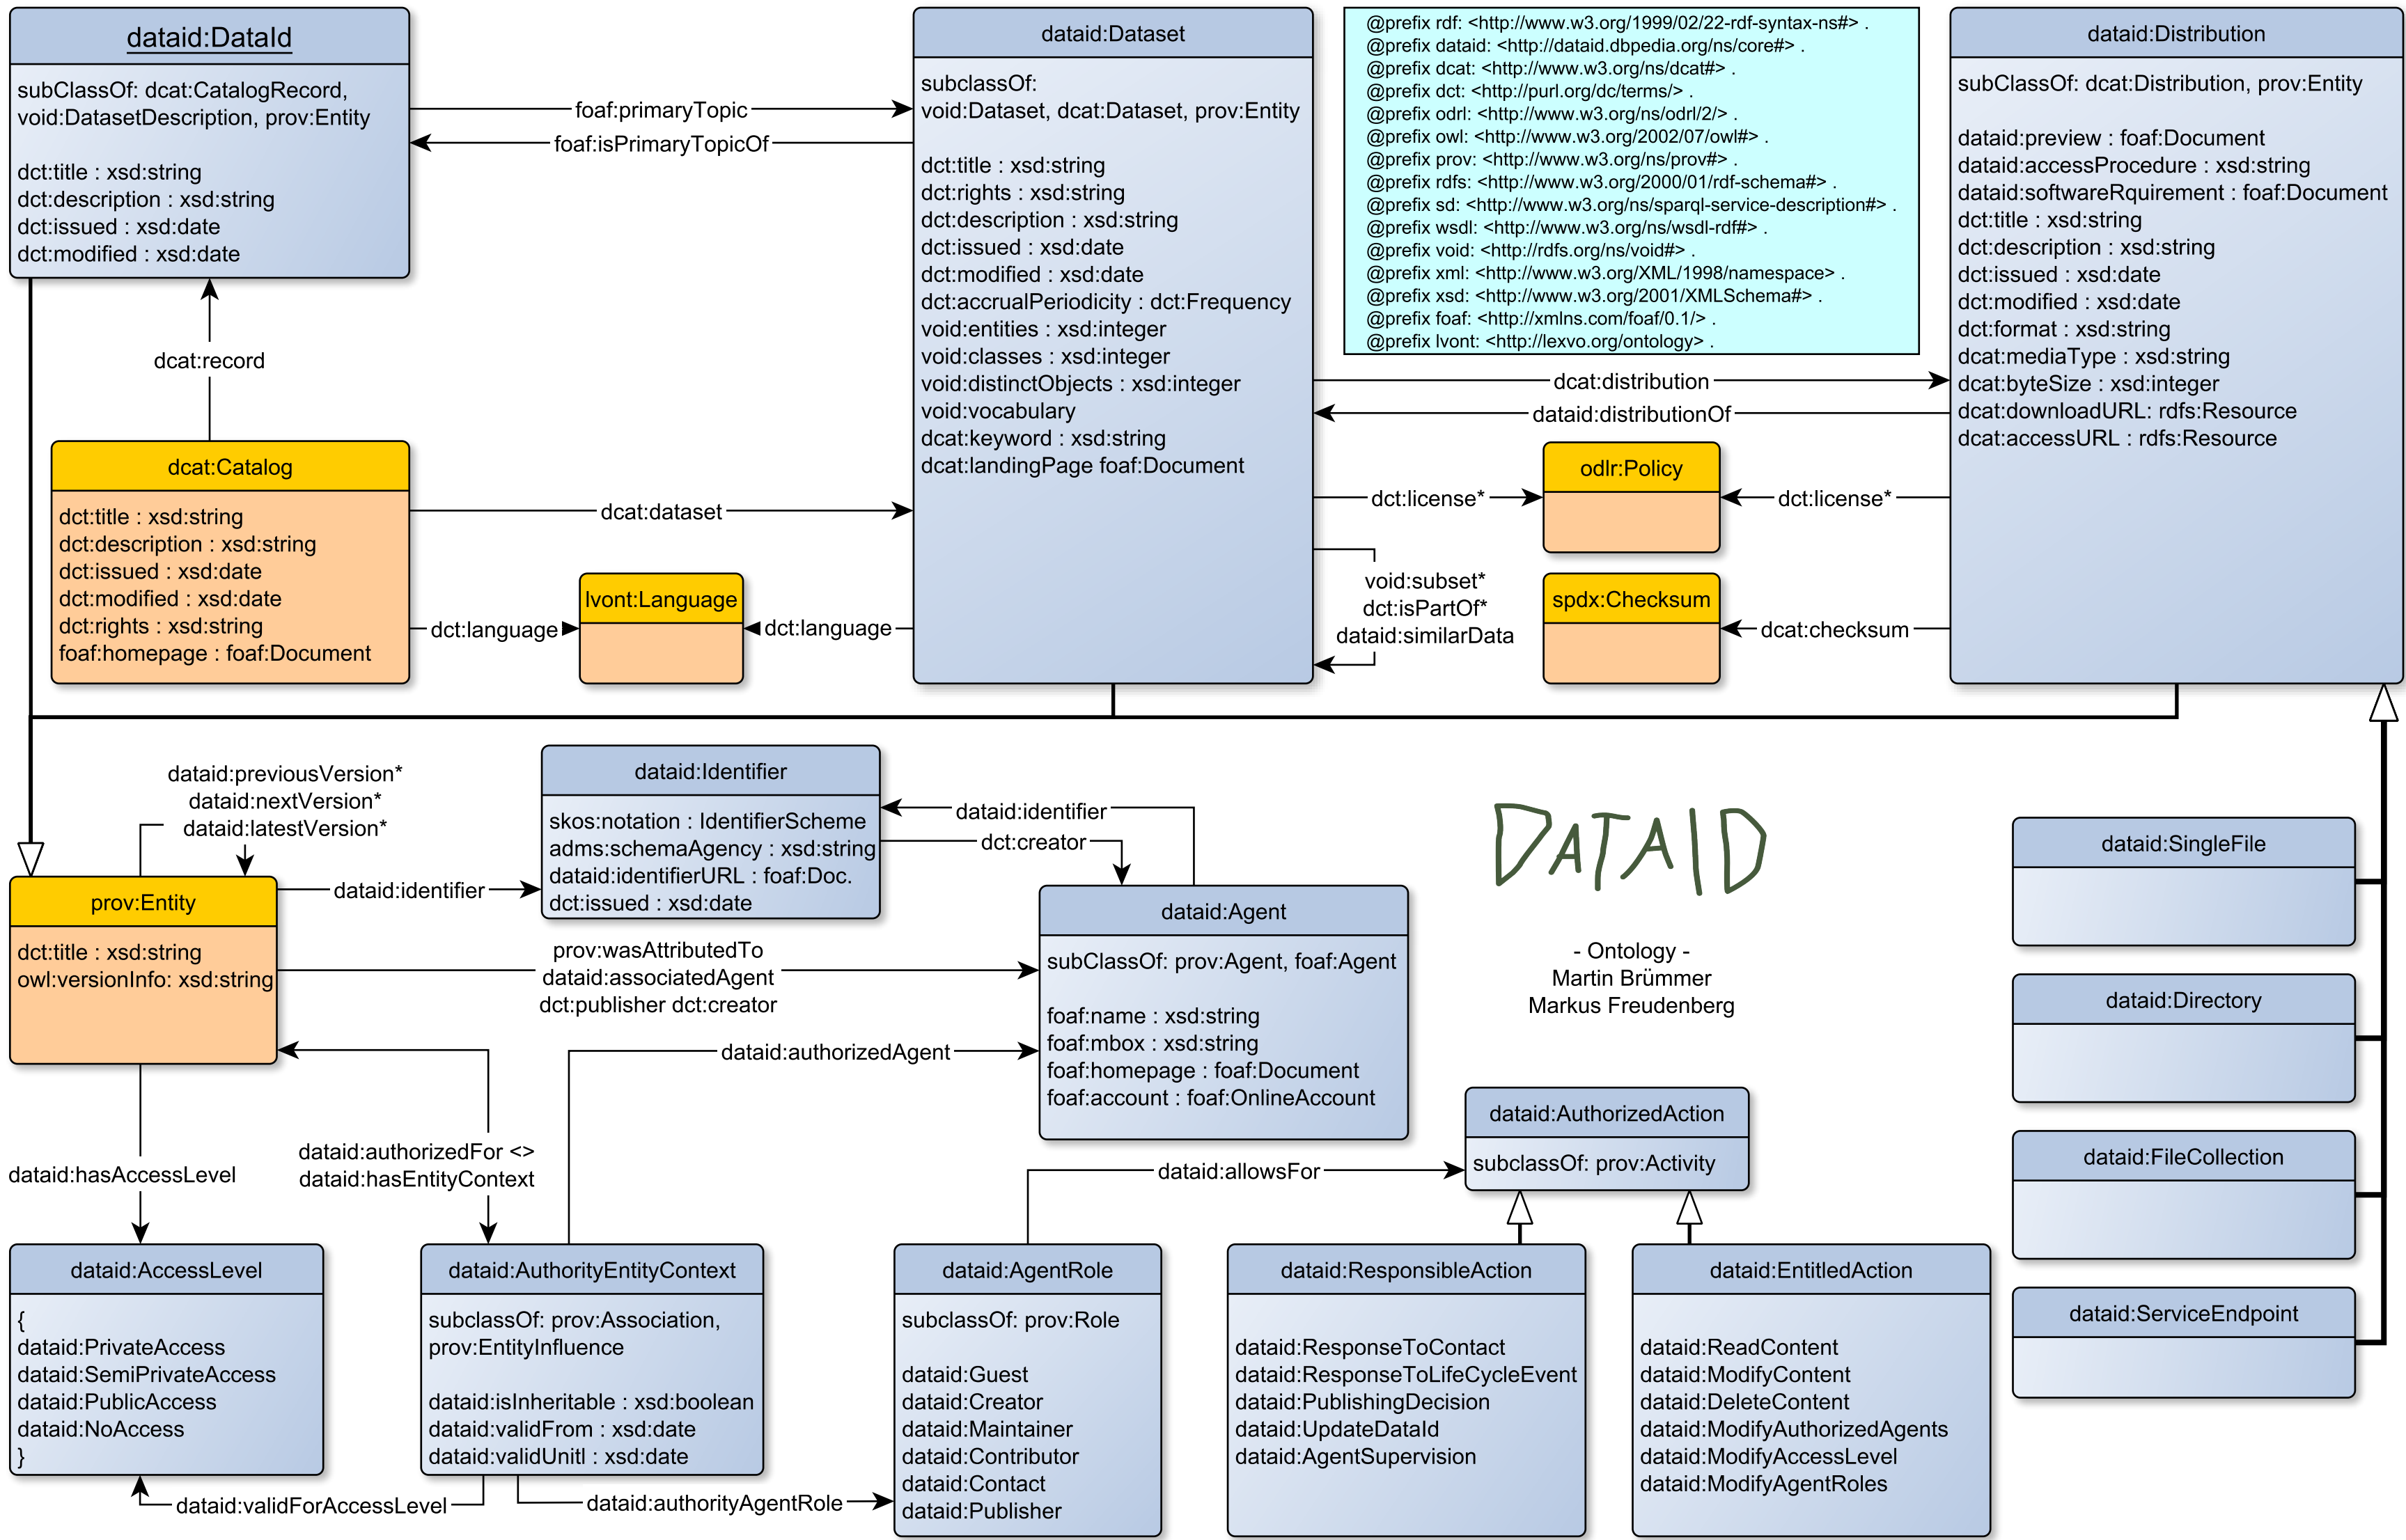 dataid:DataId
subClassOf: dcat:CatalogRecord,
void:DatasetDescription, prov:Entity
dct:title : xsd:string
dct:description : xsd:string
dct:issued : xsd:date
dct:modified : xsd:date
foaf:primaryTopic
foaf:isPrimaryTopicOf
dataid:Dataset
subclassOf:
void:Dataset, dcat:Dataset, prov:Entity
dct:title : xsd:string
dct:rights : xsd:string
dct:description : xsd:string
dct:issued : xsd:date
dct:modified : xsd:date
dct:accrualPeriodicity : dct:Frequency
void:entities : xsd:integer
void:classes : xsd:integer
void:distinctObjects : xsd:integer
void:vocabulary
dcat:keyword : xsd:string
dcat:landingPage foaf:Document
@prefix rdf: <http://www.w3.org/1999/02/22-rdf-syntax-ns#> .
@prefix dataid: <http://dataid.dbpedia.org/ns/core#> .
@prefix dcat: <http://www.w3.org/ns/dcat#> .
@prefix dct: <http://purl.org/dc/terms/> .
@prefix odrl: <http://www.w3.org/ns/odrl/2/> .
@prefix owl: <http://www.w3.org/2002/07/owl#> .
@prefix prov: <http://www.w3.org/ns/prov#> .
@prefix rdfs: <http://www.w3.org/2000/01/rdf-schema#> .
@prefix sd: <http://www.w3.org/ns/sparql-service-description#> .
@prefix wsdl: <http://www.w3.org/ns/wsdl-rdf#> .
@prefix void: <http://rdfs.org/ns/void#> .
@prefix xml: <http://www.w3.org/XML/1998/namespace> .
@prefix xsd: <http://www.w3.org/2001/XMLSchema#> .
@prefix foaf: <http://xmlns.com/foaf/0.1/> .
@prefix lvont: <http://lexvo.org/ontology> .
dataid:Distribution
subClassOf: dcat:Distribution, prov:Entity
dataid:preview : foaf:Document
dataid:accessProcedure : xsd:string
dataid:softwareRquirement : foaf:Document
dct:title : xsd:string
dct:description : xsd:string
dct:issued : xsd:date
dct:modified : xsd:date
dct:format : xsd:string
dcat:mediaType : xsd:string
dcat:byteSize : xsd:integer
dcat:downloadURL: rdfs:Resource
dcat:accessURL : rdfs:Resource
dcat:record
dcat:distribution
dataid:distributionOf
dcat:Catalog
dct:title : xsd:string
dct:description : xsd:string
dct:issued : xsd:date
dct:modified : xsd:date
dct:rights : xsd:string
foaf:homepage : foaf:Document
dcat:dataset
dct:language
lvont:Language
dct:language
dct:license*
odlr:Policy
dct:license*
void:subset*
dct:isPartOf*
dataid:similarData
spdx:Checksum
dcat:checksum
dataid:previousVersion*
dataid:nextVersion*
dataid:latestVersion*
dataid:Identifier
skos:notation : IdentifierScheme
adms:schemaAgency : xsd:string
dataid:identifierURL : foaf:Doc.
dct:issued : xsd:date
dataid:identifier
dct:creator
DATAID
- Ontology -
Martin Brümmer
Markus Freudenberg
prov:Entity
dct:title : xsd:string
owl:versionInfo: xsd:string
dataid:identifier
prov:wasAttributedTo
dataid:associatedAgent
dct:publisher dct:creator
dataid:authorizedAgent
dataid:Agent
subClassOf: prov:Agent, foaf:Agent
foaf:name : xsd:string
foaf:mbox : xsd:string
foaf:homepage : foaf:Document
foaf:account : foaf:OnlineAccount
dataid:SingleFile
dataid:Directory
dataid:FileCollection
dataid:ServiceEndpoint
dataid:hasAccessLevel
dataid:authorizedFor <>
dataid:hasEntityContext
dataid:allowsFor
dataid:AuthorizedAction
subclassOf: prov:Activity
dataid:AccessLevel
{
dataid:PrivateAccess
dataid:SemiPrivateAccess
dataid:PublicAccess
dataid:NoAccess
}
dataid:AuthorityEntityContext
subclassOf: prov:Association,
prov:EntityInfluence
dataid:isInheritable : xsd:boolean
dataid:validFrom : xsd:date
dataid:validUnitl : xsd:date
dataid:validForAccessLevel
dataid:authorityAgentRole
dataid:AgentRole
subclassOf: prov:Role
dataid:Guest
dataid:Creator
dataid:Maintainer
dataid:Contributor
dataid:Contact
dataid:Publisher
dataid:ResponsibleAction
dataid:ResponseToContact
dataid:ResponseToLifeCycleEvent
dataid:PublishingDecision
dataid:UpdateDataId
dataid:AgentSupervision
dataid:EntitledAction
dataid:ReadContent
dataid:ModifyContent
dataid:DeleteContent
dataid:ModifyAuthorizedAgents
dataid:ModifyAccessLevel
dataid:ModifyAgentRoles